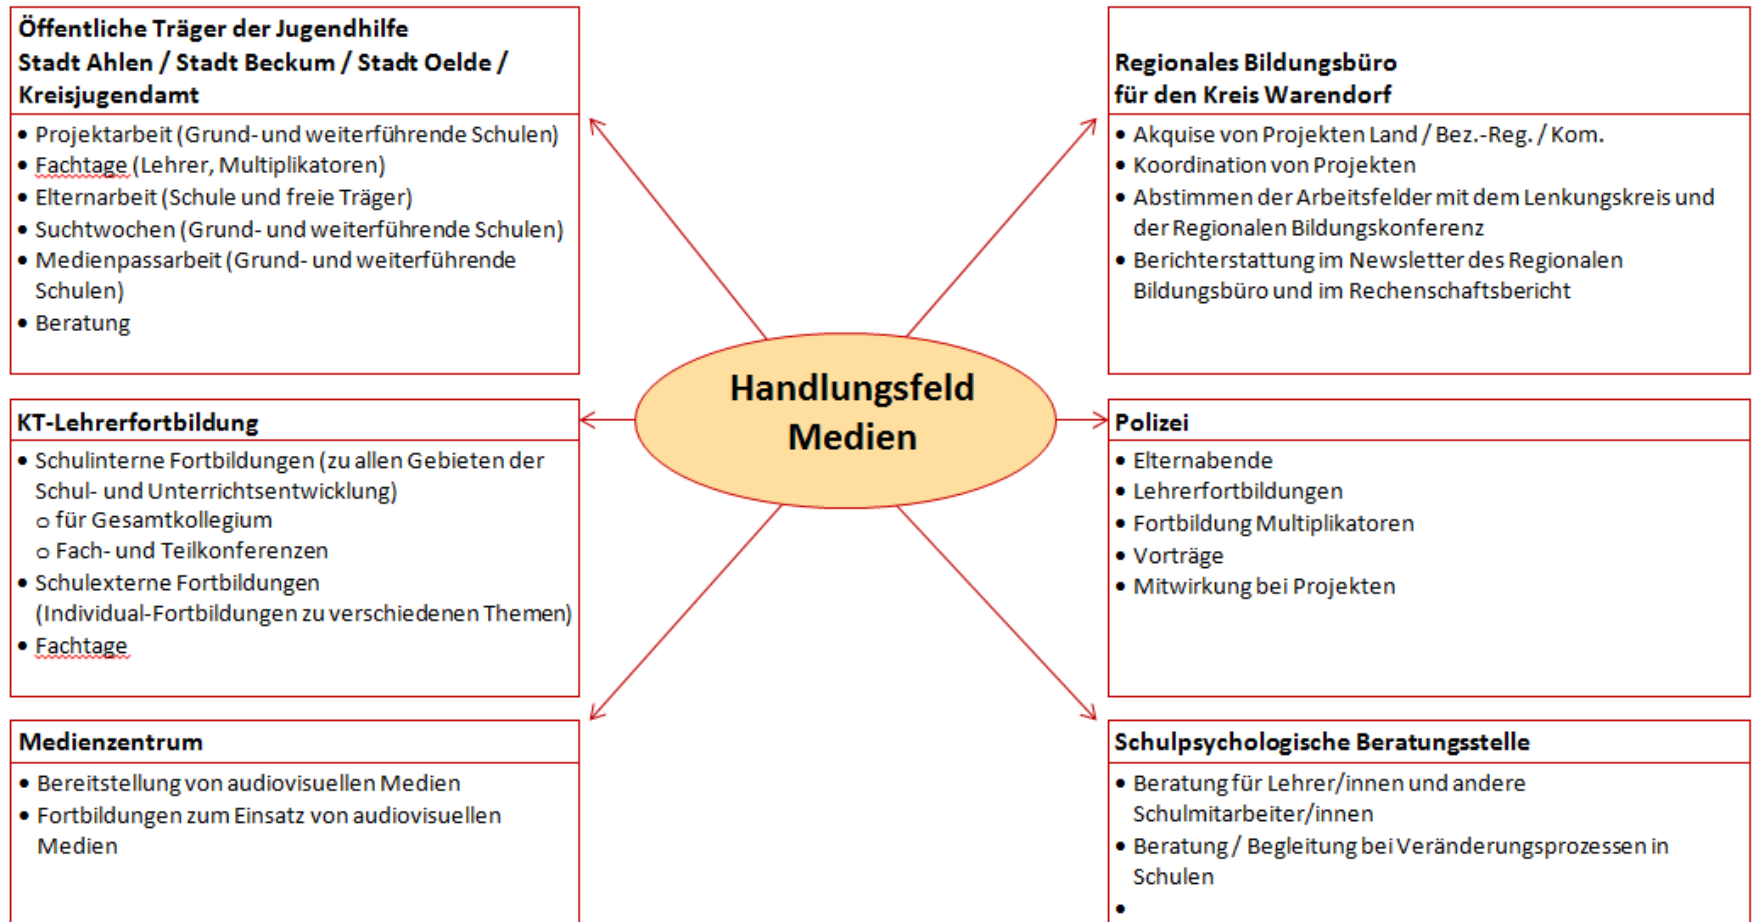 Öffentliche Träger der Jugendhilfe
Stadt Ahlen / Stadt Beckum / Stadt Oelde /
Kreisjugendamt
• Projektarbeit (Grund- und weiterführende Schulen)
• Fachtage (Lehrer, Multiplikatoren)
• Elternarbeit (Schule und freie Träger)
• Suchtwochen (Grund- und weiterführende Schulen)
• Medienpassarbeit (Grund- und weiterführende
Schulen)
• Beratung
Regionales Bildungsbüro
für den Kreis Warendorf
• Akquise von Projekten Land / Bez.-Reg. / Kom.
• Koordination von Projekten
• Abstimmen der Arbeitsfelder mit dem Lenkungskreis und
der Regionalen Bildungskonferenz
• Berichterstattung im Newsletter des Regionalen
Bildungsbüro und im Rechenschaftsbericht
Handlungsfeld
Medien
KT-Lehrerfortbildung
• Schulinterne Fortbildungen (zu allen Gebieten der
Schul- und Unterrichtsentwicklung)
o für Gesamtkollegium
o Fach- und Teilkonferenzen
• Schulexterne Fortbildungen
(Individual-Fortbildungen zu verschiedenen Themen)
• Fachtage
Polizei
• Elternabende
• Lehrerfortbildungen
• Fortbildung Multiplikatoren
• Vorträge
• Mitwirkung bei Projekten
Medienzentrum
• Bereitstellung von audiovisuellen Medien
• Fortbildungen zum Einsatz von audiovisuellen
Medien
Schulpsychologische Beratungsstelle
• Beratung für Lehrer/innen und andere
Schulmitarbeiter/innen
• Beratung / Begleitung bei Veränderungsprozessen in
Schulen
•